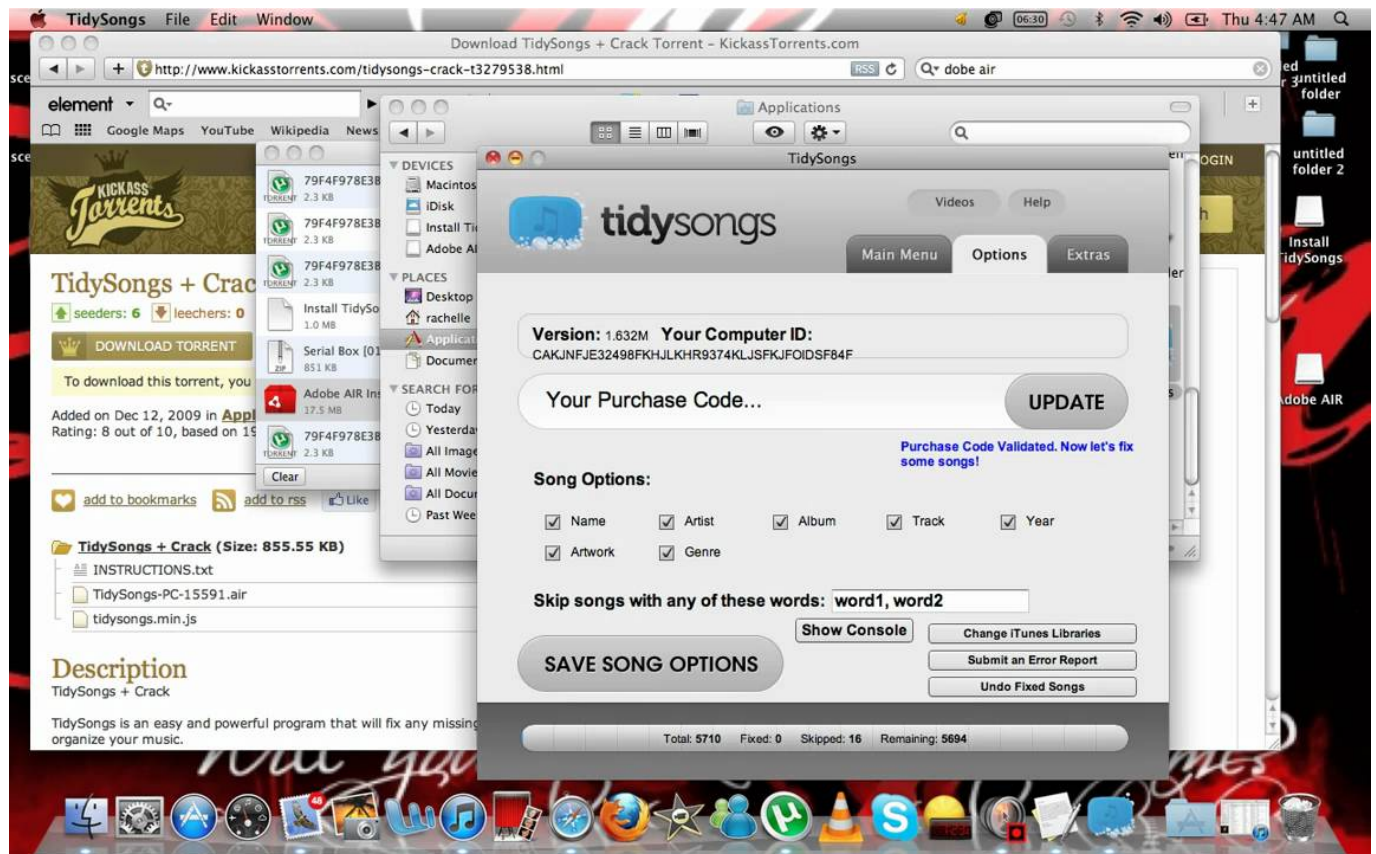 TidySongs File Edit Window
06:30
Thu 4:47 AM
Download TidySongs + Crack Torrent – KickassTorrents.com
http://www.kickasstorrents.com/tidysongs-crack-t3279538.html
RSS
dobe air
element
Google Maps YouTube Wikipedia News
OGIN
KICKASS
Torrents
TidySongs + Crac
seeders: 6 leechers: 0
DOWNLOAD TORRENT
To download this torrent, you
Added on Dec 12, 2009 in Appl
Rating: 8 out of 10, based on 19
add to bookmarks add to rss Like
TidySongs + Crack (Size: 855.55 KB)
INSTRUCTIONS.txt
TidySongs-PC-15591.air
tidysongs.min.js
Description
TidySongs + Crack
TidySongs is an easy and powerful program that will fix any missing
organize your music.
79F4F978E3B
2.3 KB
79F4F978E3B
2.3 KB
79F4F978E3B
2.3 KB
Install TidySo
1.0 MB
Serial Box [01
851 KB
Adobe AIR Ins
17.5 MB
79F4F978E3B
2.3 KB
Clear
Applications
DEVICES
Macintos
iDisk
Install Ti
Adobe AI
PLACES
Desktop
rachelle
Applicat
Documen
SEARCH FOR
Today
Yesterda
All Image
All Movie
All Docu
Past Wee
TidySongs
tidysongs
Videos Help
Main Menu Options Extras
Version: 1.632M Your Computer ID:
CAKJNFJE32498FKHJLKHR9374KLJSFKJFOIDSF84F
Your Purchase Code...
UPDATE
Purchase Code Validated. Now let's fix
some songs!
Song Options:
Name Artist Album Track Year
Artwork Genre
Skip songs with any of these words: word1, word2
Show Console
Change iTunes Libraries
SAVE SONG OPTIONS
Submit an Error Report
Undo Fixed Songs
Total: 5710 Fixed: 0 Skipped: 16 Remaining: 5694
untitled
folder
untitled
folder 2
Install
TidySongs
Adobe AIR
48